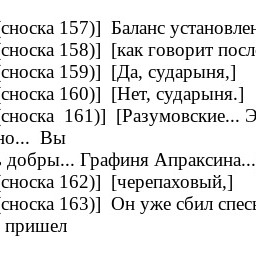 сноска 157)] Баланс установлен
сноска 158)] [как говорит посл
сноска 159)] [Да, сударыня,]
сноска 160)] [Нет, сударыня.]
сноска 161)] [Разумовские... Э
но... Вы
добры... Графиня Апраксина...
сноска 162)] [черепаховый,]
сноска 163)] Он уже сбил спесь
пришел